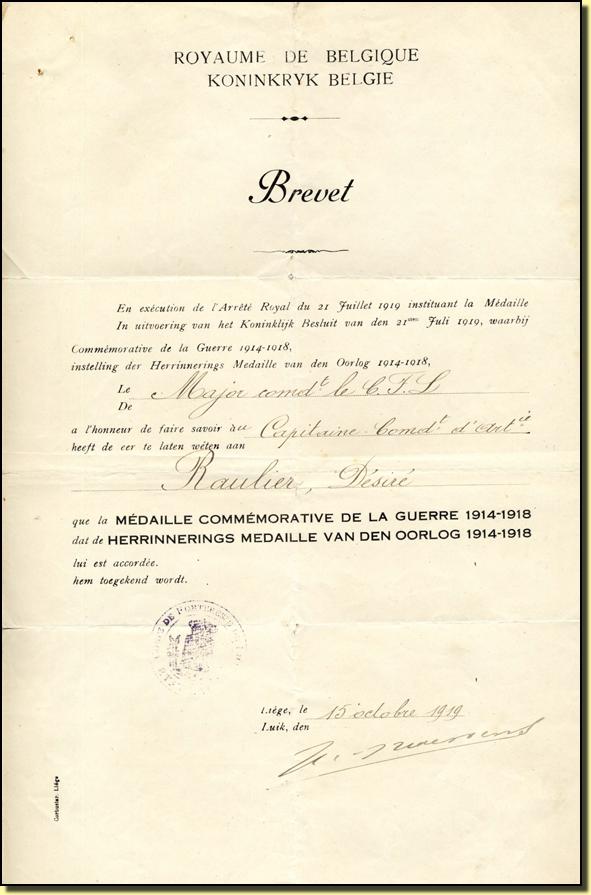 ROYAUME DE BELGIQUE
KONINKRYK BELGIE
Brevet
En exécution de l'Arrêté Royal du 21 Juillet 1919 instituant la Médaille
In uitvoering van het Koninklijk Besluit van den 21sten Juli 1919, waarbij
Commémorative de la Guerre 1914-1918,
instelling der Herrinnerings Medaille van den Oorlog 1914-1918,
Le
De
Major comdt le C.T.L
a l'honneur de faire savoir à au Capitaine Comdt d'Artie
heeft de eer te laten wéten aan
Raulier, Désiré
que la MÉDAILLE COMMÉMORATIVE DE LA GUERRE 1914-1918
dat de HERRINNERINGS MEDAILLE VAN DEN OORLOG 1914-1918
lui est accordée.
hem toegekend wordt.
DE FORTERESSE
Liége, le 15 octobre 1919
Luik, den